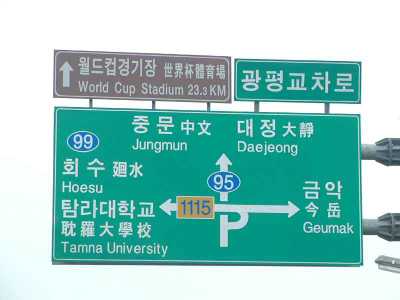 월드컵경기장 世界杯體育場
World Cup Stadium 23.3 KM
광평교차로
중문 中文
Jungmun
대정 大靜
Daejeong
99
회수 廻水
Hoesu
95
탐라대학교
耽羅大學校
Tamna University
1115
금악
今岳
Geumak